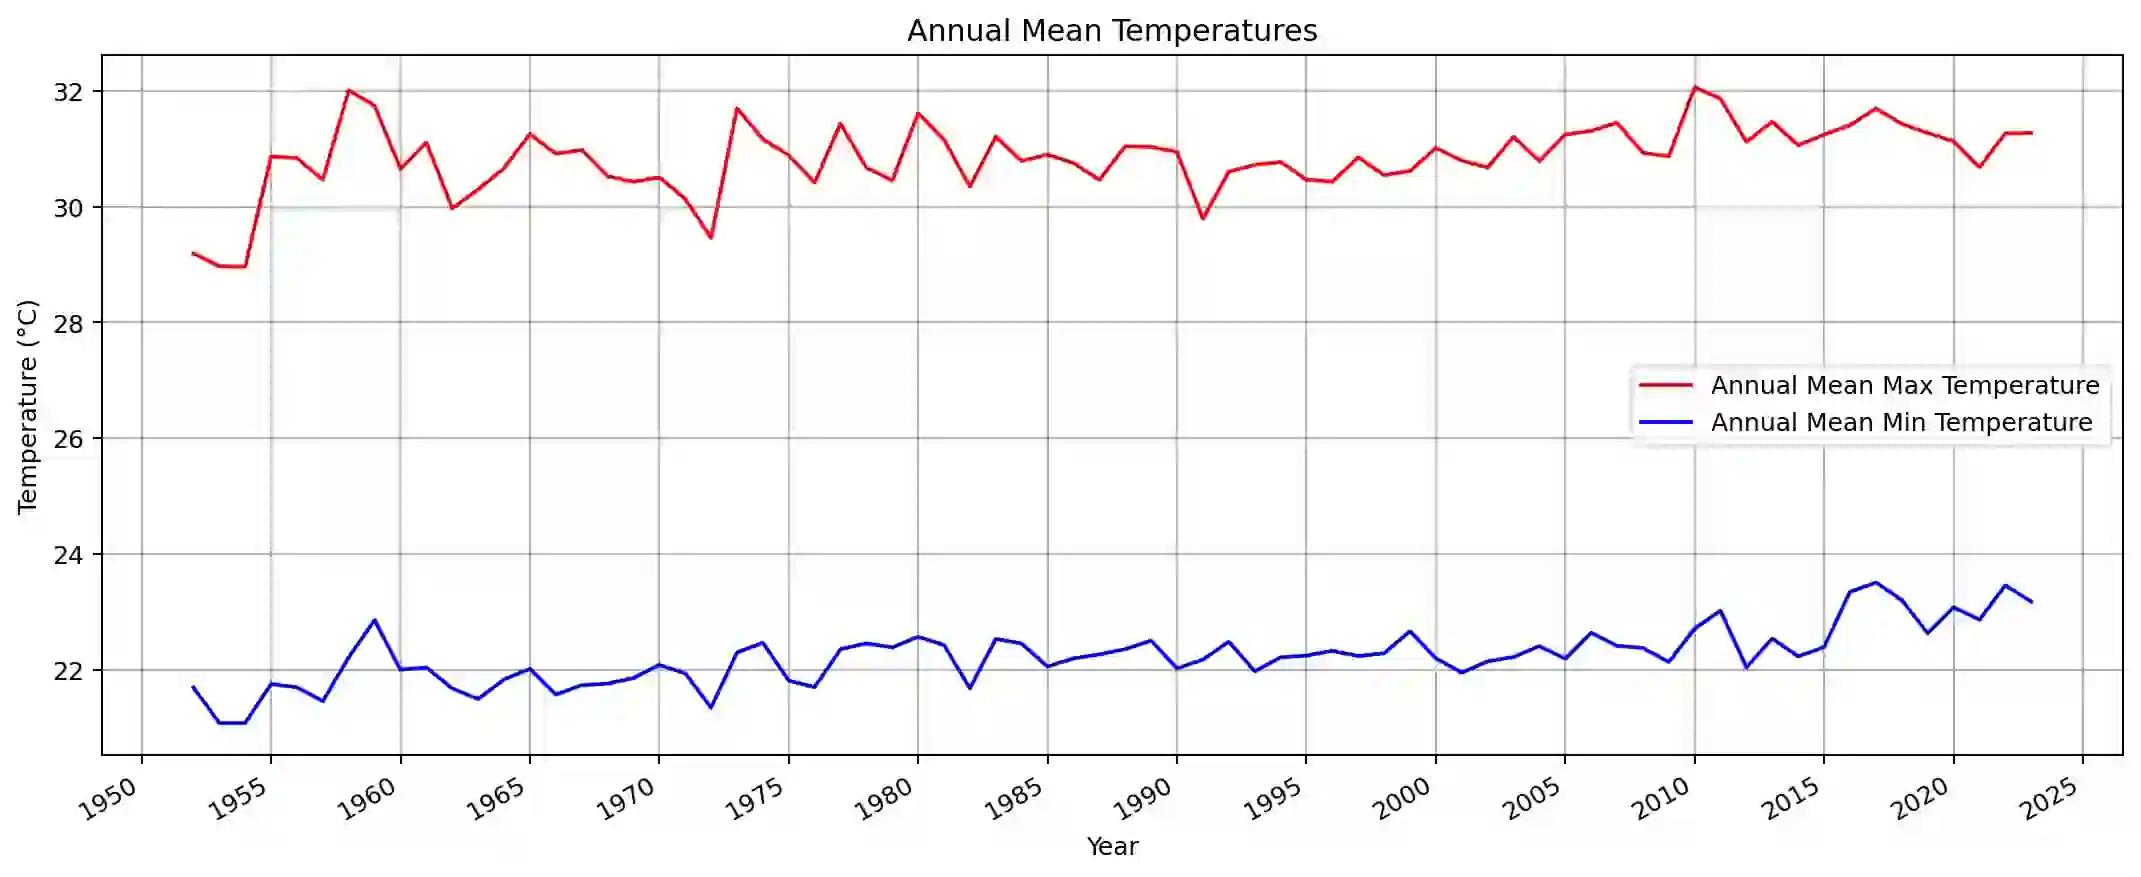 Annual Mean Temperatures
32
30
28
26
24
22
Temperature (°C)
Annual Mean Max Temperature
Annual Mean Min Temperature
1950 1955 1960 1965 1970 1975 1980 1985 1990 1995 2000 2005 2010 2015 2020 2025
Year